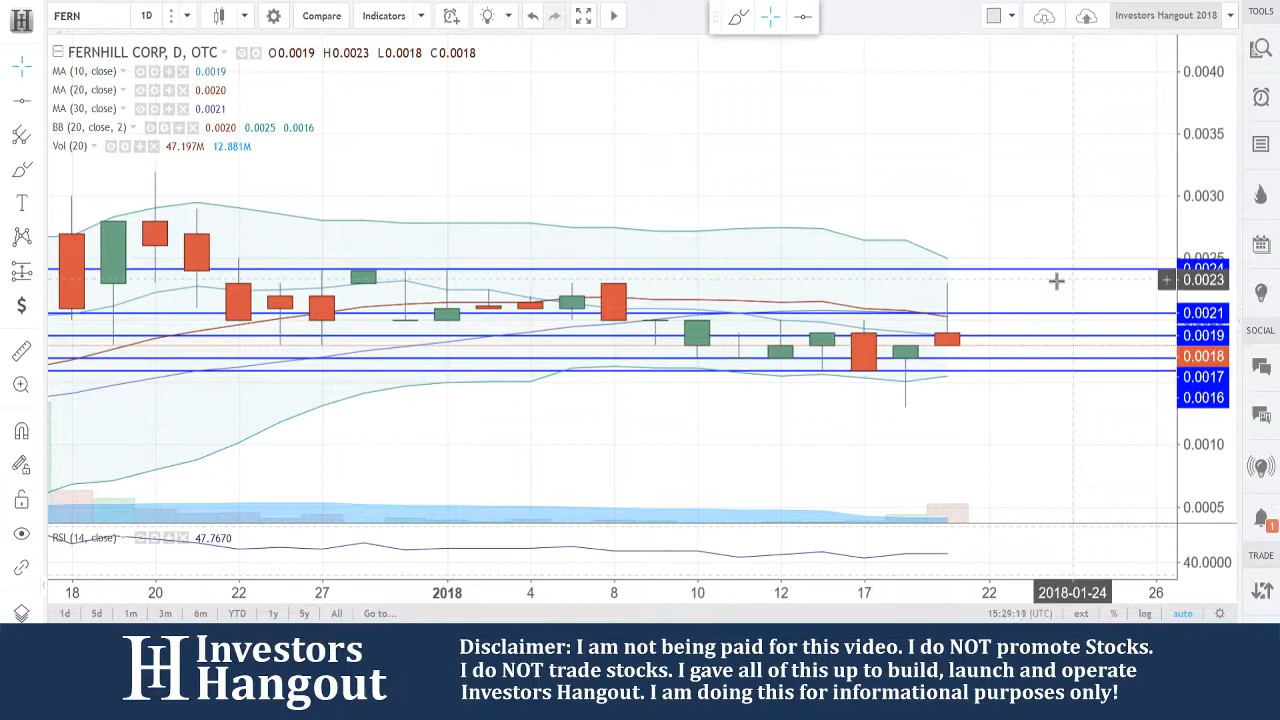 FERN 1D Compare Indicators Investors Hangout 2018 TOOLS
FERNHILL CORP, D, OTC O0.0019 H0.0023 L0.0018 C0.0018
MA (10, close) 0.0019
MA (20, close) 0.0020
MA (30, close) 0.0021
BB (20, close, 2) 0.0020 0.0025 0.0016
Vol (20) 47.197M 12.881M
0.0040
0.0035
0.0030
0.0025
0.0024
0.0023
0.0021
0.0019
SOCIAL
0.0018
0.0017
0.0016
0.0010
0.0005
1
RSI (14, close) 47.7670
TRADE
40.0000
18 20 22 27 2018 4 8 10 12 17 22 2018-01-24 26
1d 5d 1m 3m 6m YTD 1y 5y All Go to... 15:29:13 (UTC) ext % log auto
Investors
Hangout
Disclaimer: I am not being paid for this video. I do NOT promote Stocks.
I do NOT trade stocks. I gave all of this up to build, launch and operate
Investors Hangout. I am doing this for informational purposes only!